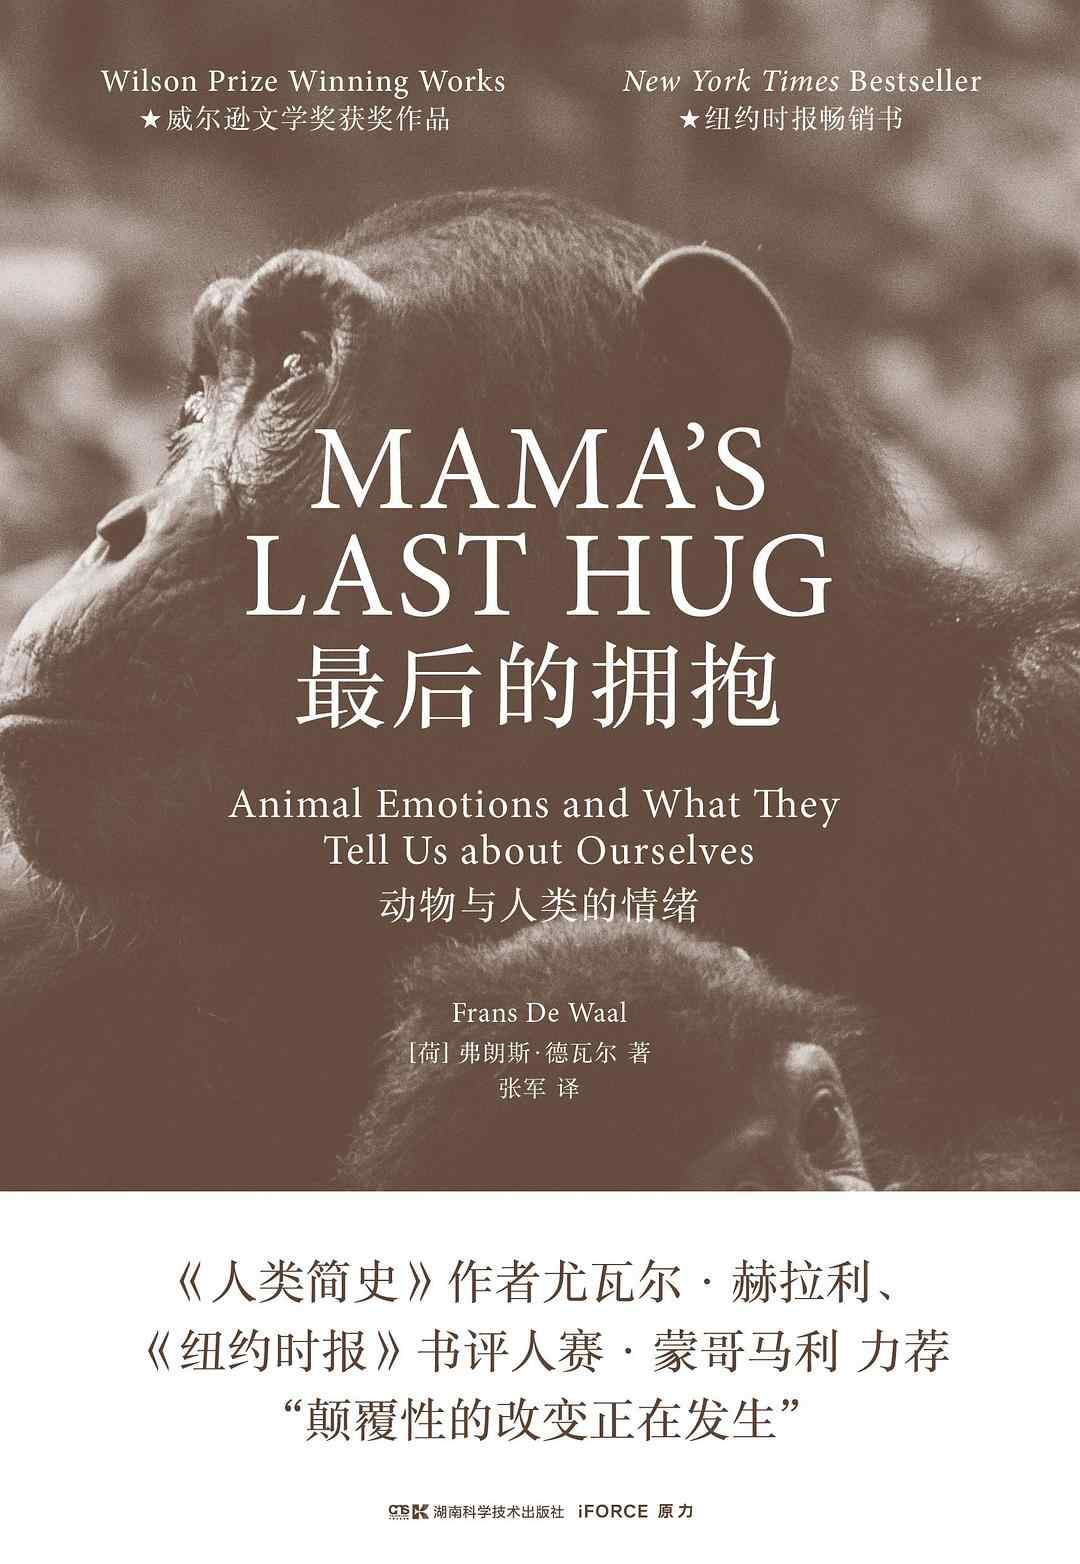 Wilson Prize Winning Works
★威尔逊文学奖获奖作品
New York Times Bestseller
★纽约时报畅销书
MAMA’S
LAST HUG
最后的拥抱
Animal Emotions and What They
Tell Us about Ourselves
动物与人类的情绪
Frans De Waal
[荷] 弗朗斯·德瓦尔 著
张军 译
《人类简史》作者尤瓦尔·赫拉利、
《纽约时报》书评人赛·蒙哥马利 力荐
“颠覆性的改变正在发生”
湖南科学技术出版社 iFORCE 原力